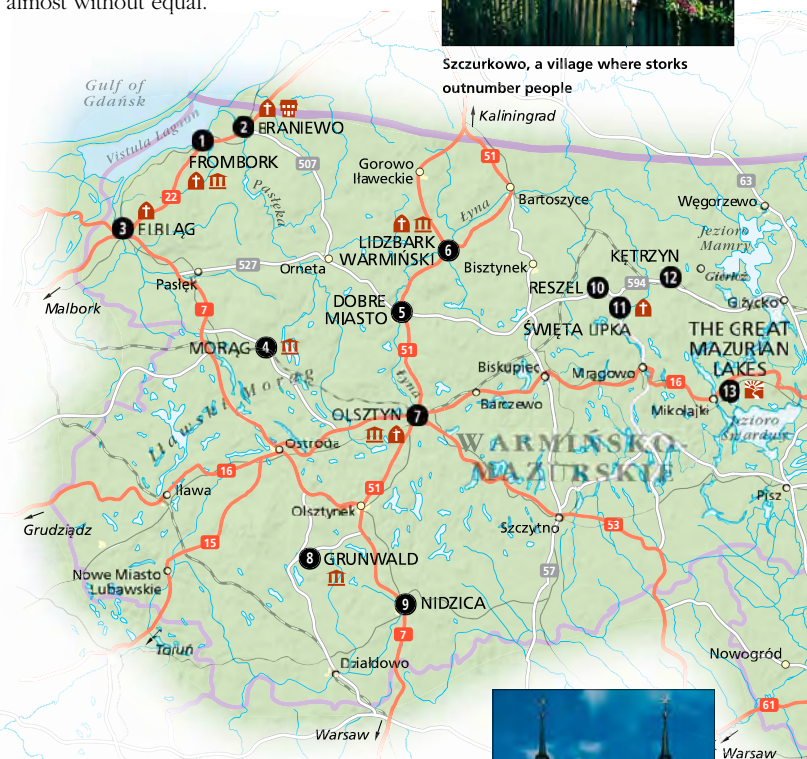 almost without equal.
Szczurkowo, a village where storks
outnumber people
Gulf of
Gdańsk
Kaliningrad
Vistula Lagoon
2
BRANIEWO
1
FROMBORK
507
51
Gorowo
Iławeckie
63
22
Pasłęka
Łyna
Bartoszyce
Węgorzewo
3
ELBLĄG
Jezioro
Mamry
LIDZBARK
WARMIŃSKI
6
KĘTRZYN
527
Orneta
Bisztynek
Gierłoż
Pasłęk
RESZEL
10
594
12
Malbork
DOBRE
MIASTO
5
11
Giżycko
7
ŚWIĘTA LIPKA
THE GREAT
MAZURIAN
LAKES
MORĄG
4
51
Biskupiec
Mrągowo
16
13
Łyna
Barczewo
Mikołajki
Iławski Morąg
OLSZTYN
7
Jezioro
Śniardwy
Ostróda
WARMIŃSKO-
MAZURSKIE
16
Iława
51
Pisz
Olsztynek
Grudziądz
Szczytno
53
15
8
GRUNWALD
57
Nowe Miasto
Lubawskie
9
NIDZICA
7
Toruń
Nowogród
Działdowo
61
Warsaw
Warsaw